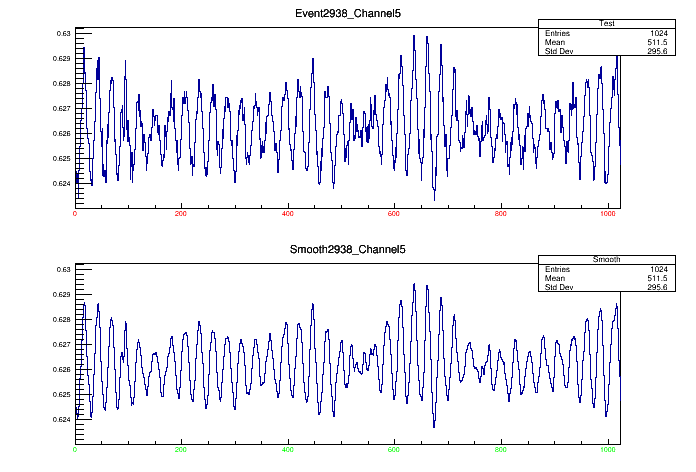 Event2938_Channel5
Test
Entries 1024
Mean 511.5
Std Dev 295.6
0.63
0.629
0.628
0.627
0.626
0.625
0.624
0 200 400 600 800 1000
Smooth2938_Channel5
Smooth
Entries 1024
Mean 511.5
Std Dev 295.6
0.63
0.629
0.628
0.627
0.626
0.625
0.624
0 200 400 600 800 1000